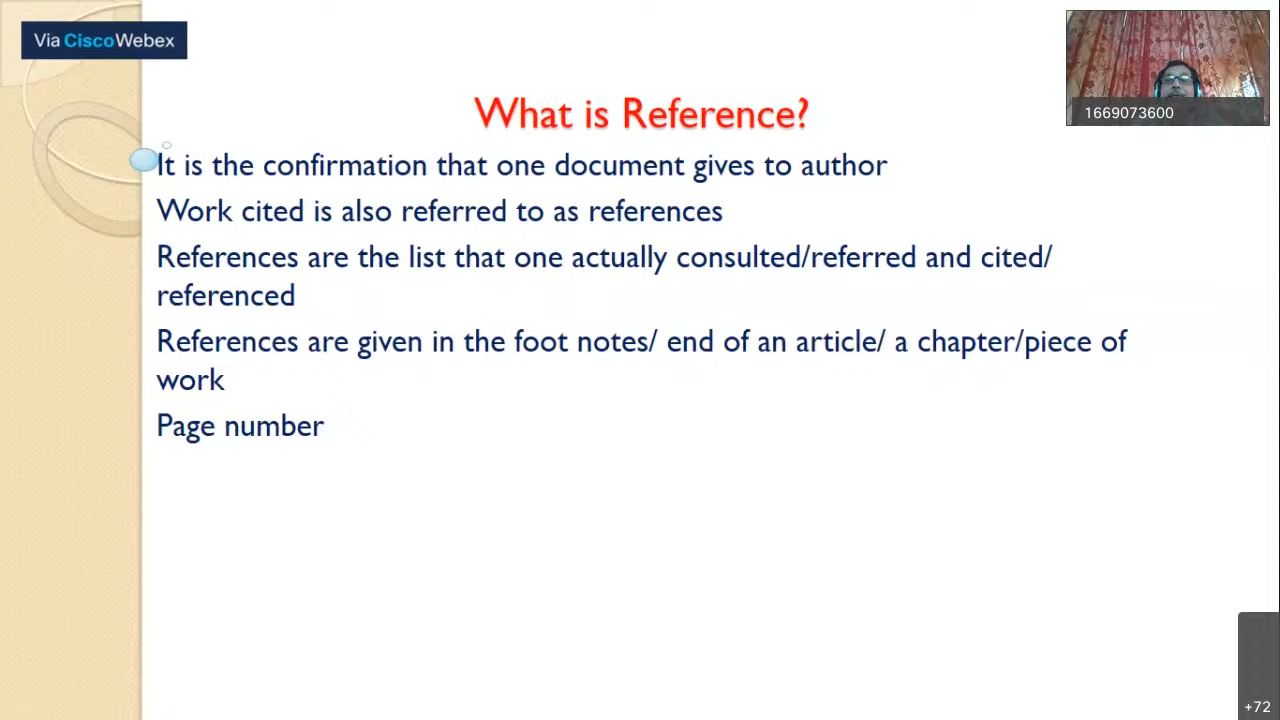 Via CiscoWebex
1669073600
What is Reference?
It is the confirmation that one document gives to author
Work cited is also referred to as references
References are the list that one actually consulted/referred and cited/
referenced
References are given in the foot notes/ end of an article/ a chapter/piece of
work
Page number
+72